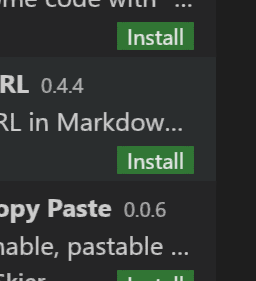 ome code with "...
Install
RL 0.4.4
RL in Markdow...
Install
opy Paste 0.0.6
nable, pastable ...
Skier
Install